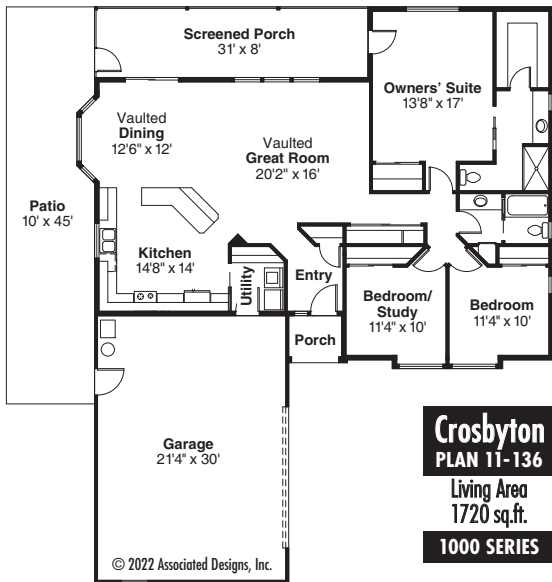 Screened Porch
31' x 8'
Owners' Suite
13'8" x 17'
Vaulted
Dining
12'6" x 12'
Vaulted
Great Room
20'2" x 16'
Patio
10' x 45'
Kitchen
14'8" x 14'
Utility
Entry
Bedroom/
Study
11'4" x 10'
Bedroom
11'4" x 10'
Porch
Garage
21'4" x 30'
Crosbyton
PLAN 11-136
Living Area
1720 sq.ft.
1000 SERIES
© 2022 Associated Designs, Inc.